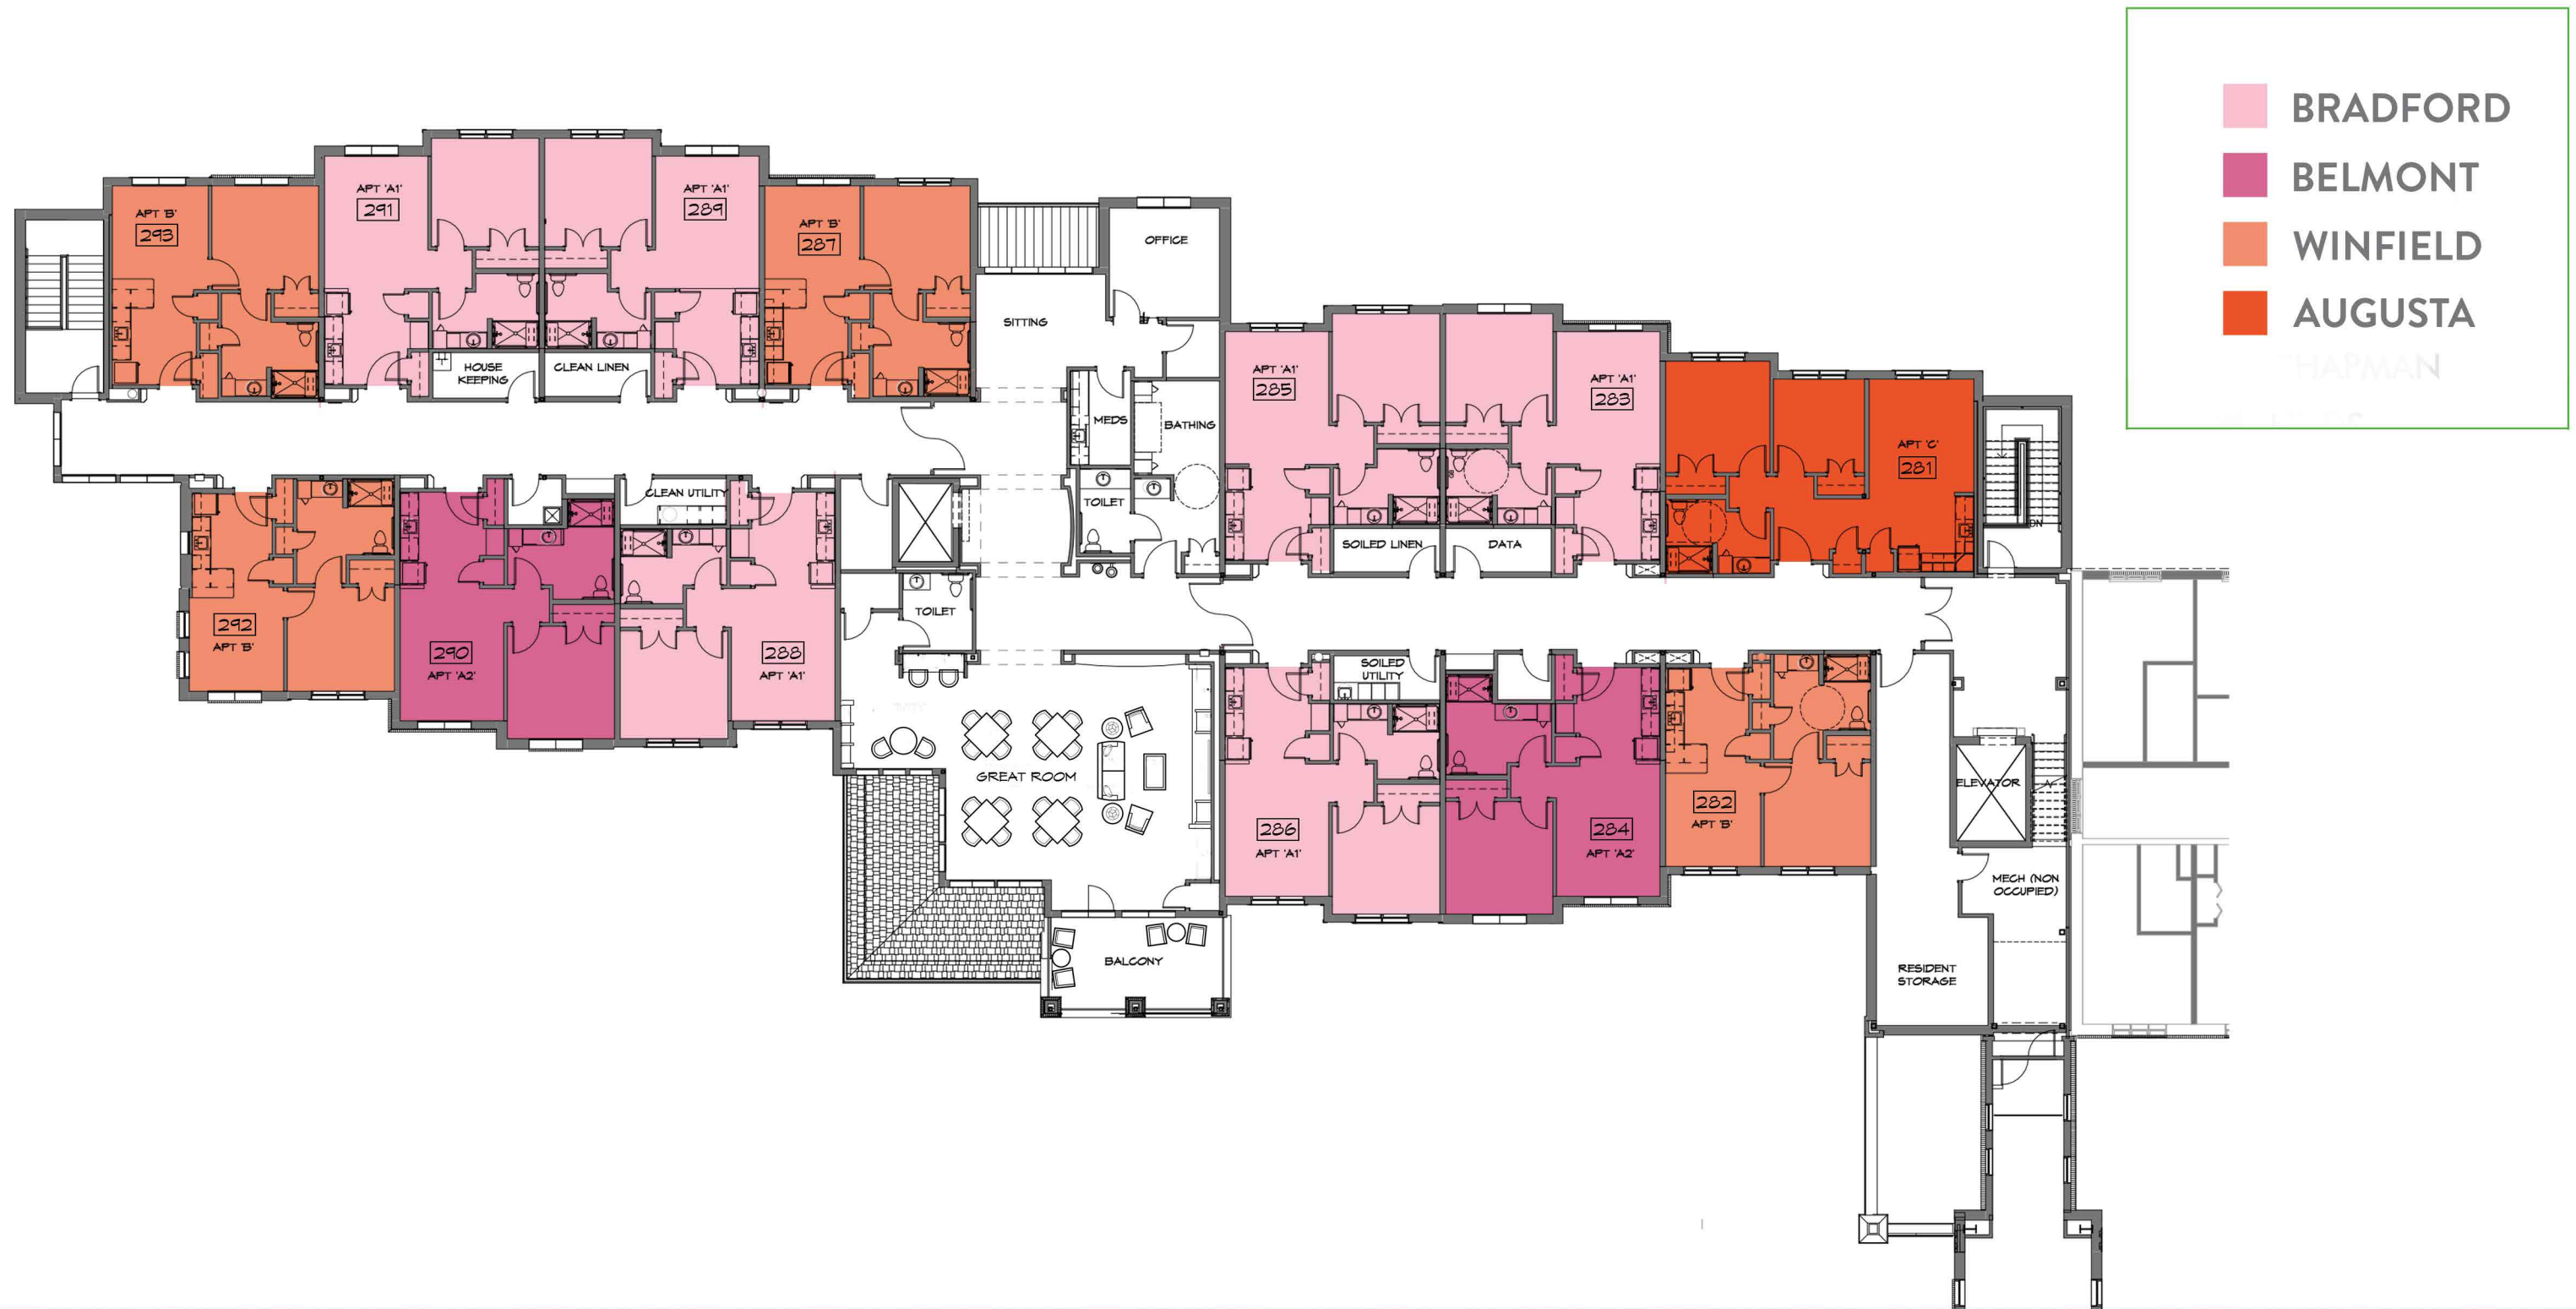 BRADFORD
BELMONT
WINFIELD
AUGUSTA
HAPMAN
APT 'B'
293
APT 'A1'
291
APT 'A1'
289
APT 'B'
287
OFFICE
SITTING
HOUSE
KEEPING
CLEAN LINEN
MEDS
BATHING
APT 'A1'
285
APT 'A1'
283
APT 'C'
281
DN
CLEAN UTILITY
TOILET
SOILED LINEN
DATA
292
APT 'B'
290
APT 'A2'
288
APT 'A1'
TOILET
SOILED
UTILITY
GREAT ROOM
286
APT 'A1'
284
APT 'A2'
282
APT 'B'
ELEVATOR
MECH (NON
OCCUPIED)
BALCONY
RESIDENT
STORAGE